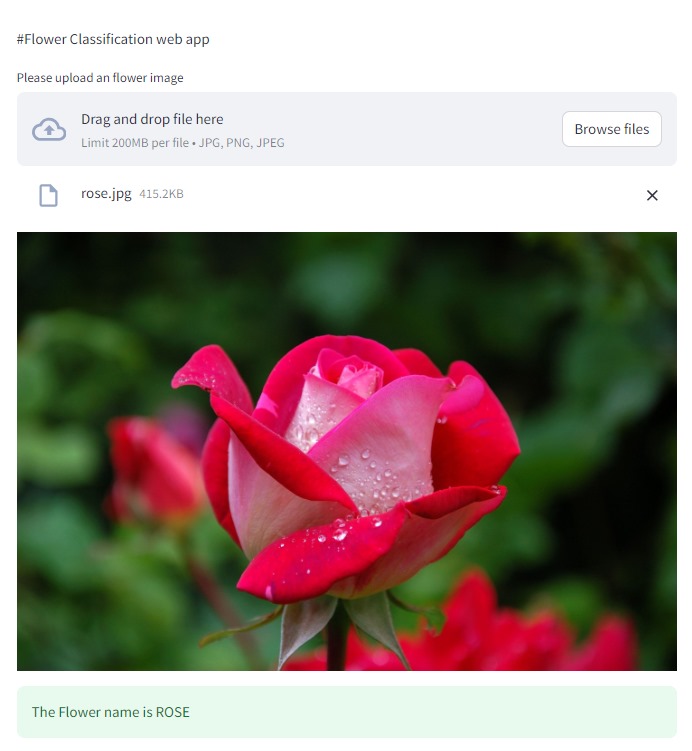 #Flower Classification web app
Please upload an flower image
Drag and drop file here
Limit 200MB per file • JPG, PNG, JPEG
Browse files
rose.jpg 415.2KB
The Flower name is ROSE